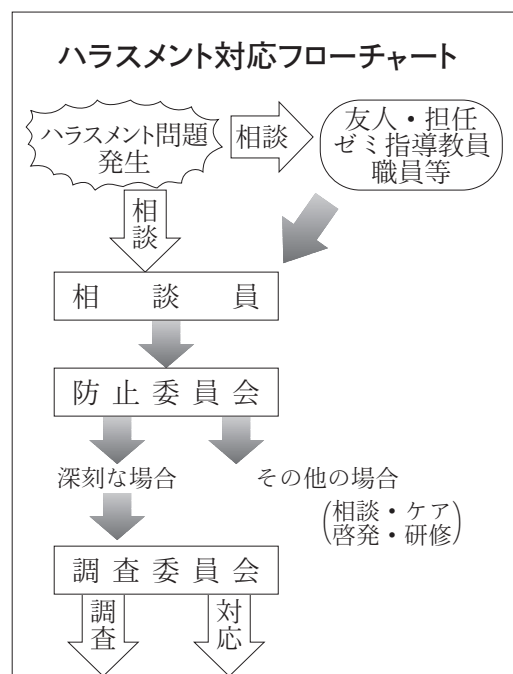 ハラスメント対応フローチャート
ハラスメント問題
発生
相談
友人・担任
ゼミ指導教員
職員等
相談
相談員
防止委員会
深刻な場合
その他の場合
(相談・ケア
啓発・研修)
調査委員会
調査
対応